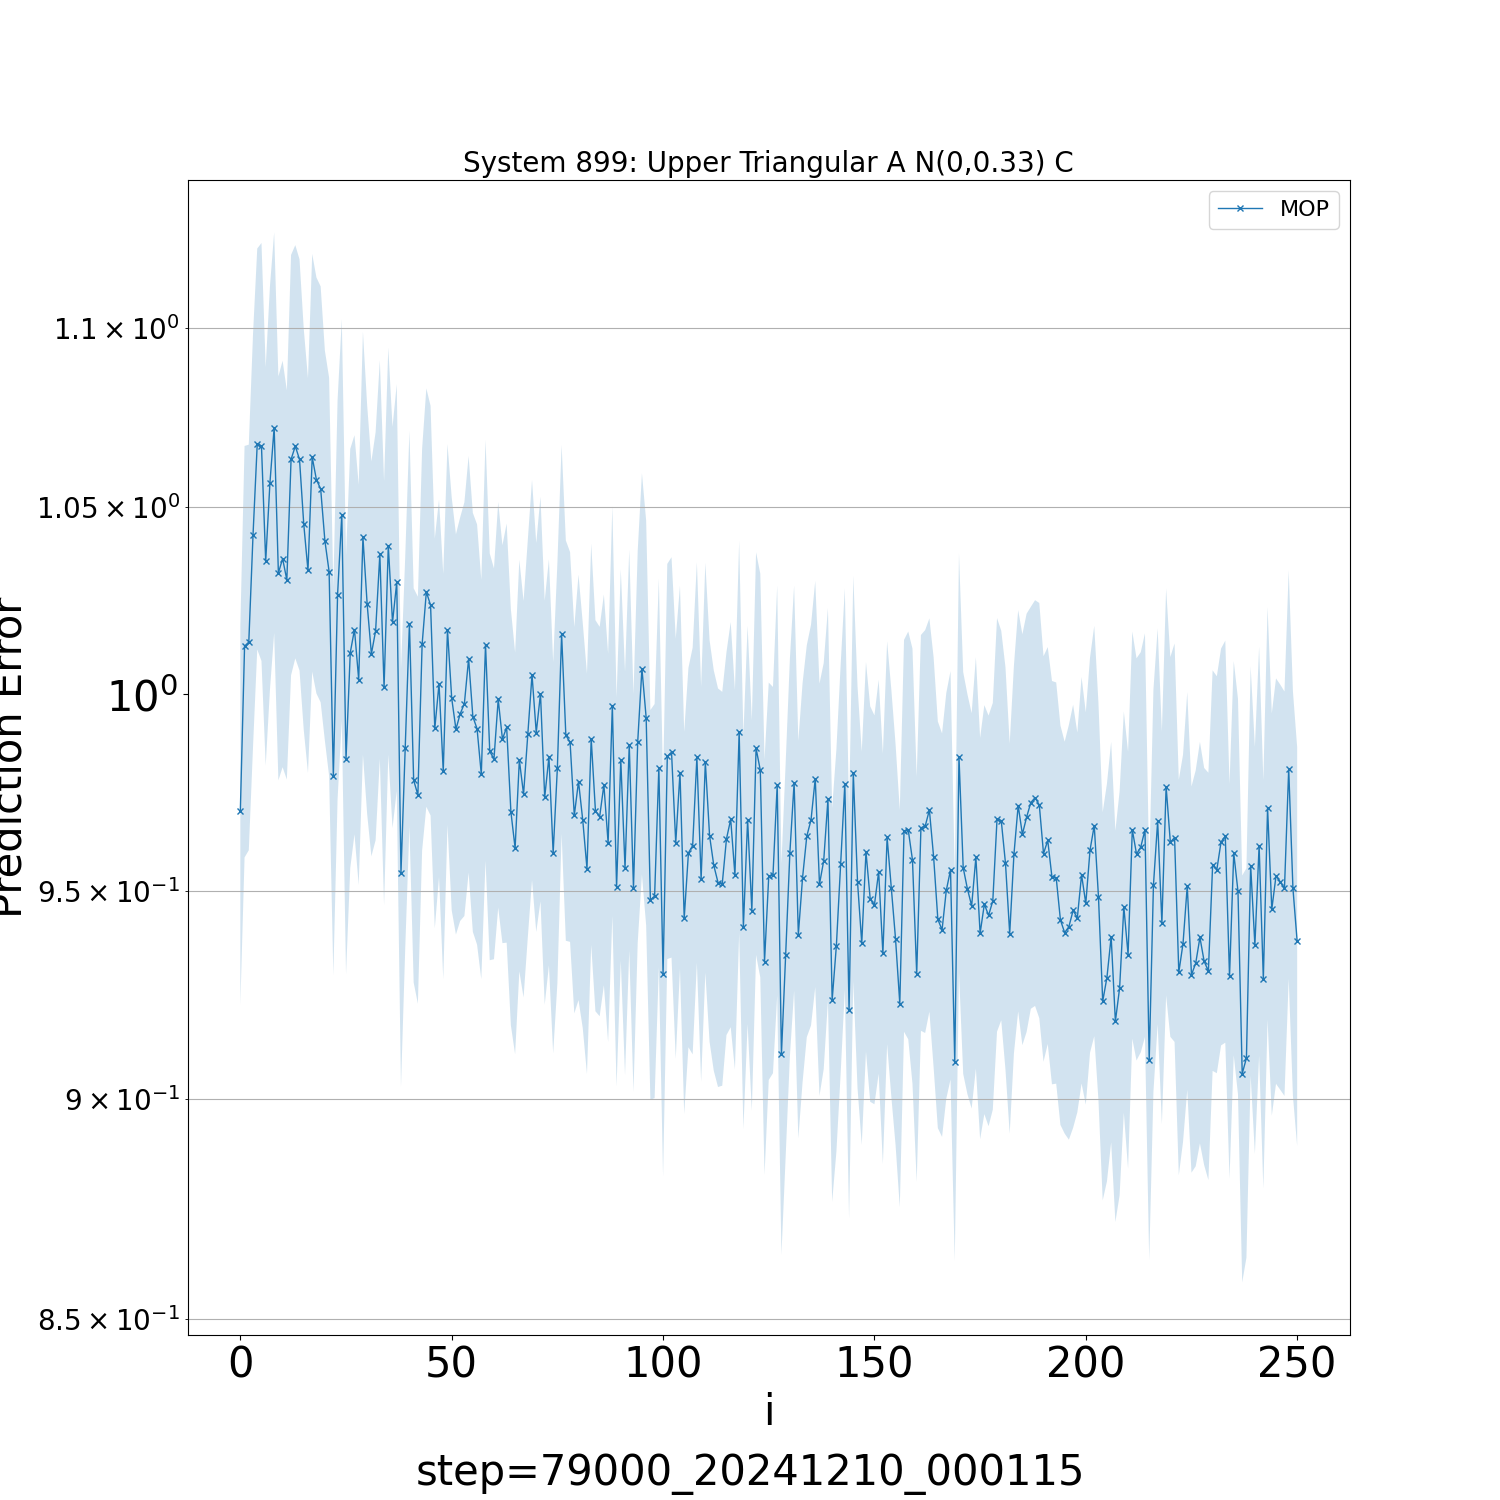 System 899: Upper Triangular A N(0,0.33) C
MOP
1.1 × 10⁰
1.05 × 10⁰
10⁰
9.5 × 10⁻¹
9 × 10⁻¹
8.5 × 10⁻¹
Prediction Error
0 50 100 150 200 250
i
step=79000_20241210_000115